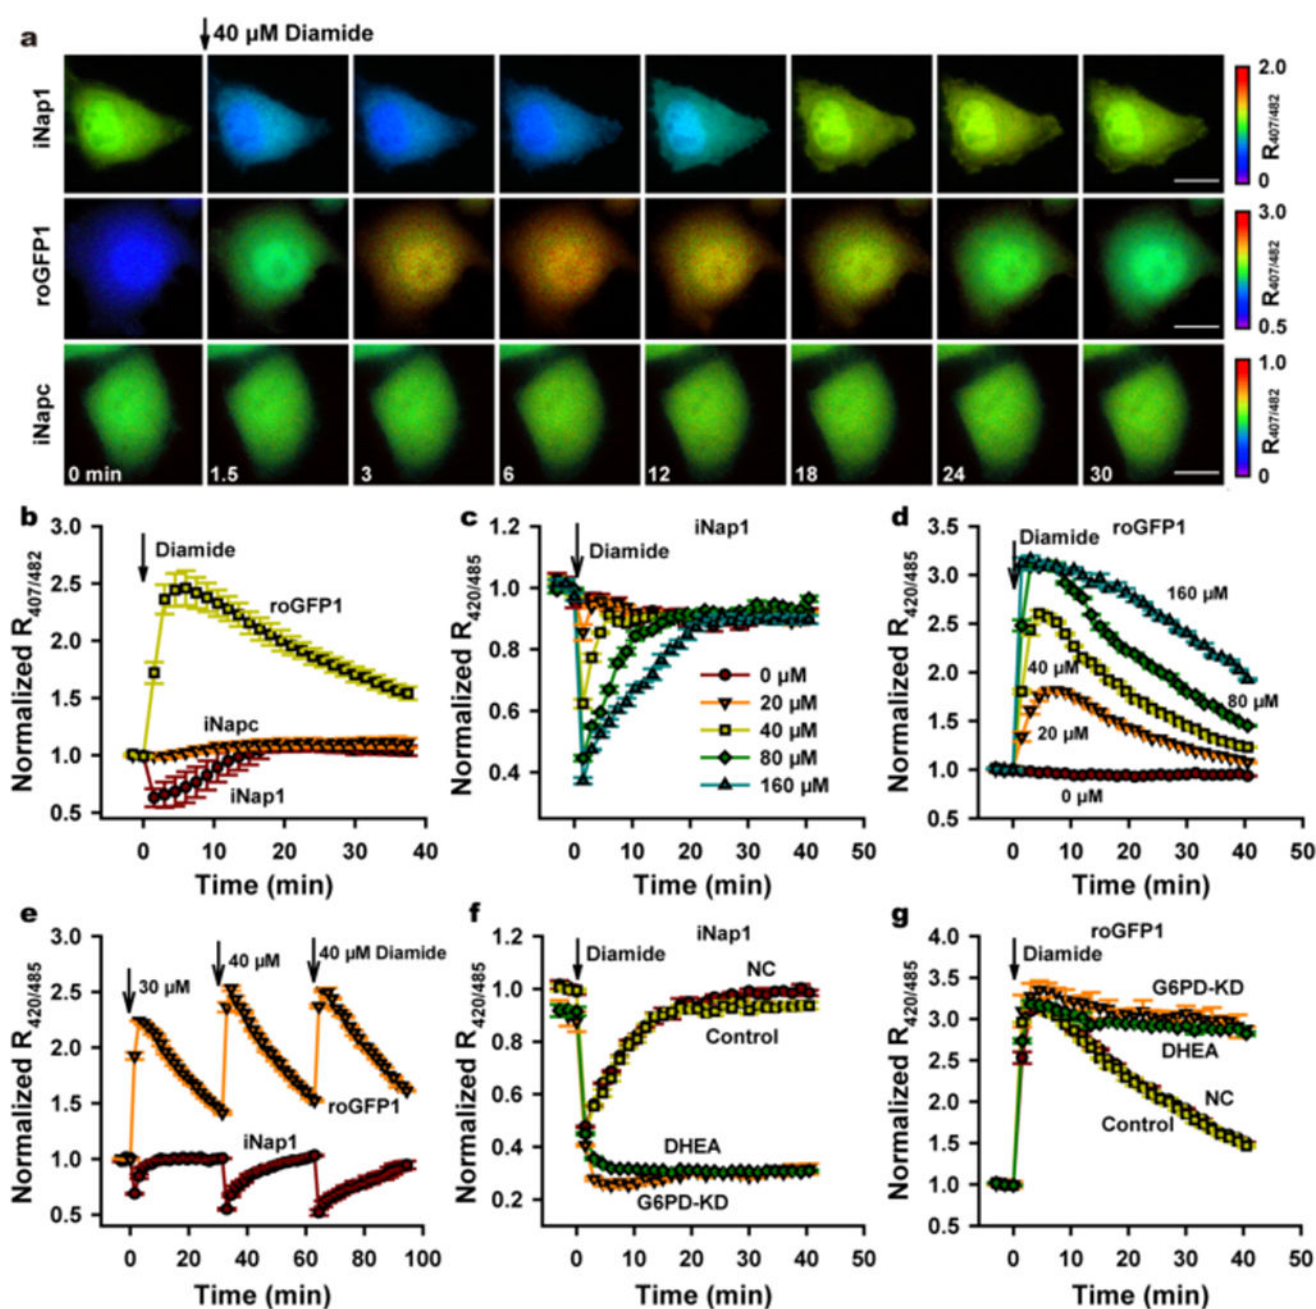 a
40 µM Diamide
iNap1
2.0
R407/482
0
roGFP1
3.0
R407/482
0.5
iNapc
0 min
1.5
3
6
12
18
24
30
1.0
R407/482
0
b
3.0
2.5
2.0
1.5
1.0
0.5
Normalized R407/482
Diamide
roGFP1
iNapc
iNap1
0 10 20 30 40
Time (min)
c
iNap1
1.2
1.0
0.8
0.6
0.4
Normalized R420/485
Diamide
0 µM
20 µM
40 µM
80 µM
160 µM
0 10 20 30 40 50
Time (min)
d
roGFP1
3.5
3.0
2.5
2.0
1.5
1.0
0.5
Normalized R420/485
Diamide
160 µM
40 µM
80 µM
20 µM
0 µM
0 10 20 30 40 50
Time (min)
e
3.0
2.5
2.0
1.5
1.0
0.5
Normalized R420/485
30 µM
40 µM
40 µM Diamide
roGFP1
iNap1
0 20 40 60 80 100
Time (min)
f
iNap1
1.2
1.0
0.8
0.6
0.4
0.2
Normalized R420/485
Diamide
NC
Control
DHEA
G6PD-KD
0 10 20 30 40 50
Time (min)
g
roGFP1
4.0
3.5
3.0
2.5
2.0
1.5
1.0
0.5
Normalized R420/485
Diamide
G6PD-KD
DHEA
NC
Control
0 10 20 30 40 50
Time (min)